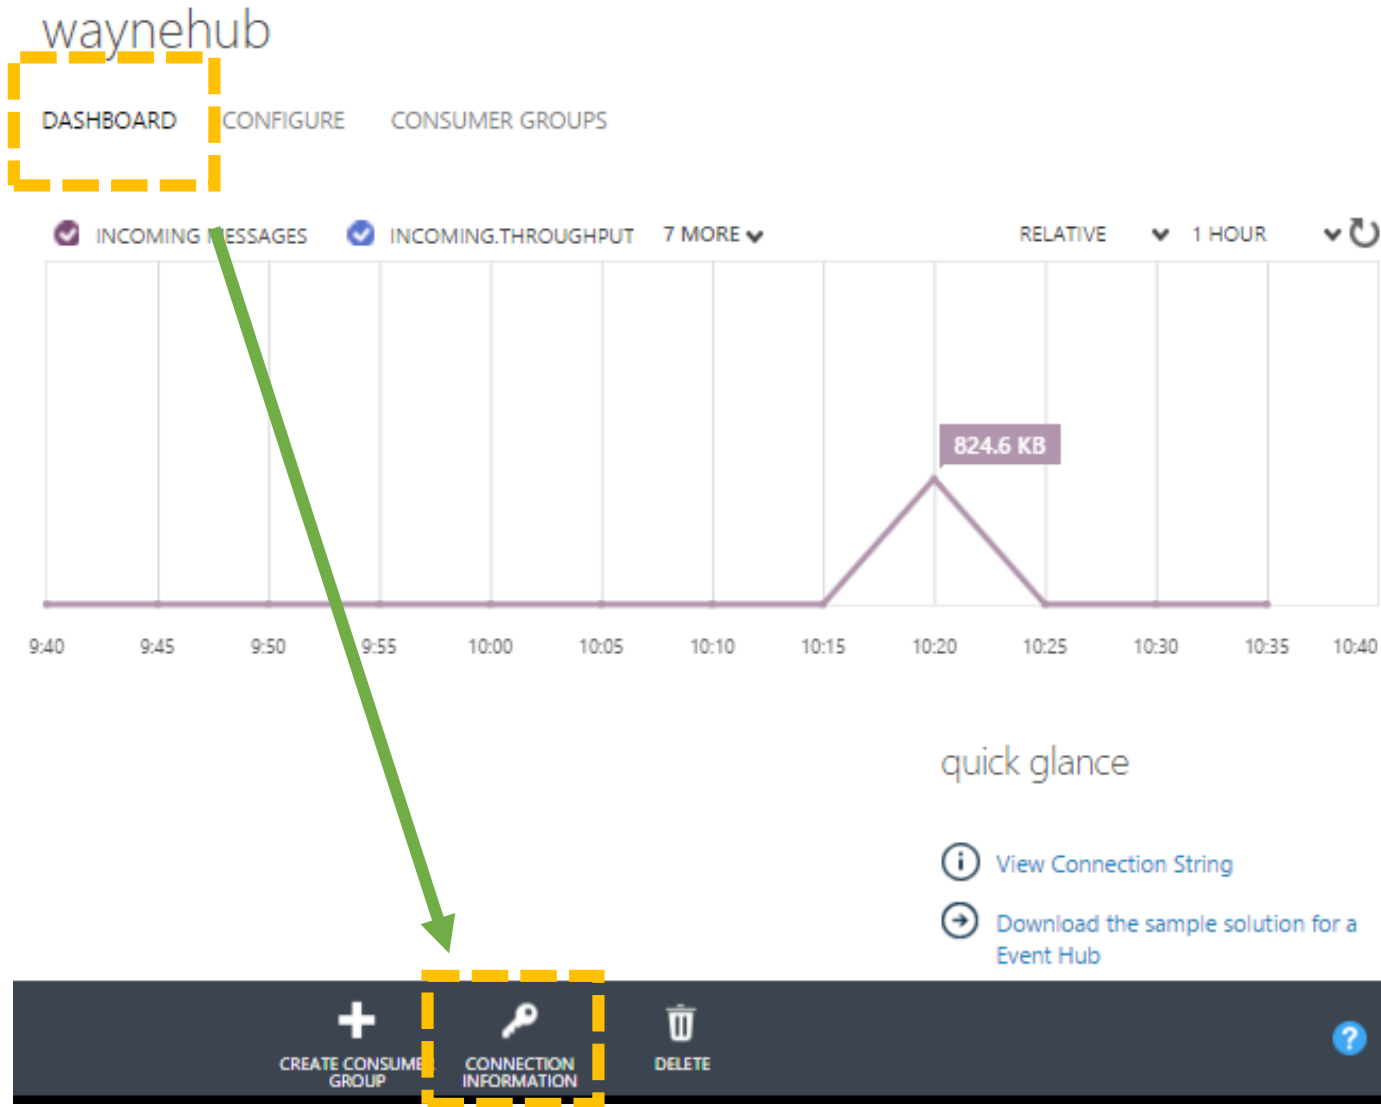 waynehub
DASHBOARD CONFIGURE CONSUMER GROUPS
INCOMING MESSAGES INCOMING.THROUGHPUT 7 MORE RELATIVE 1 HOUR
824.6 KB
9:40 9:45 9:50 9:55 10:00 10:05 10:10 10:15 10:20 10:25 10:30 10:35 10:40
quick glance
View Connection String
Download the sample solution for a
Event Hub
CREATE CONSUMER
GROUP
CONNECTION
INFORMATION
DELETE
?